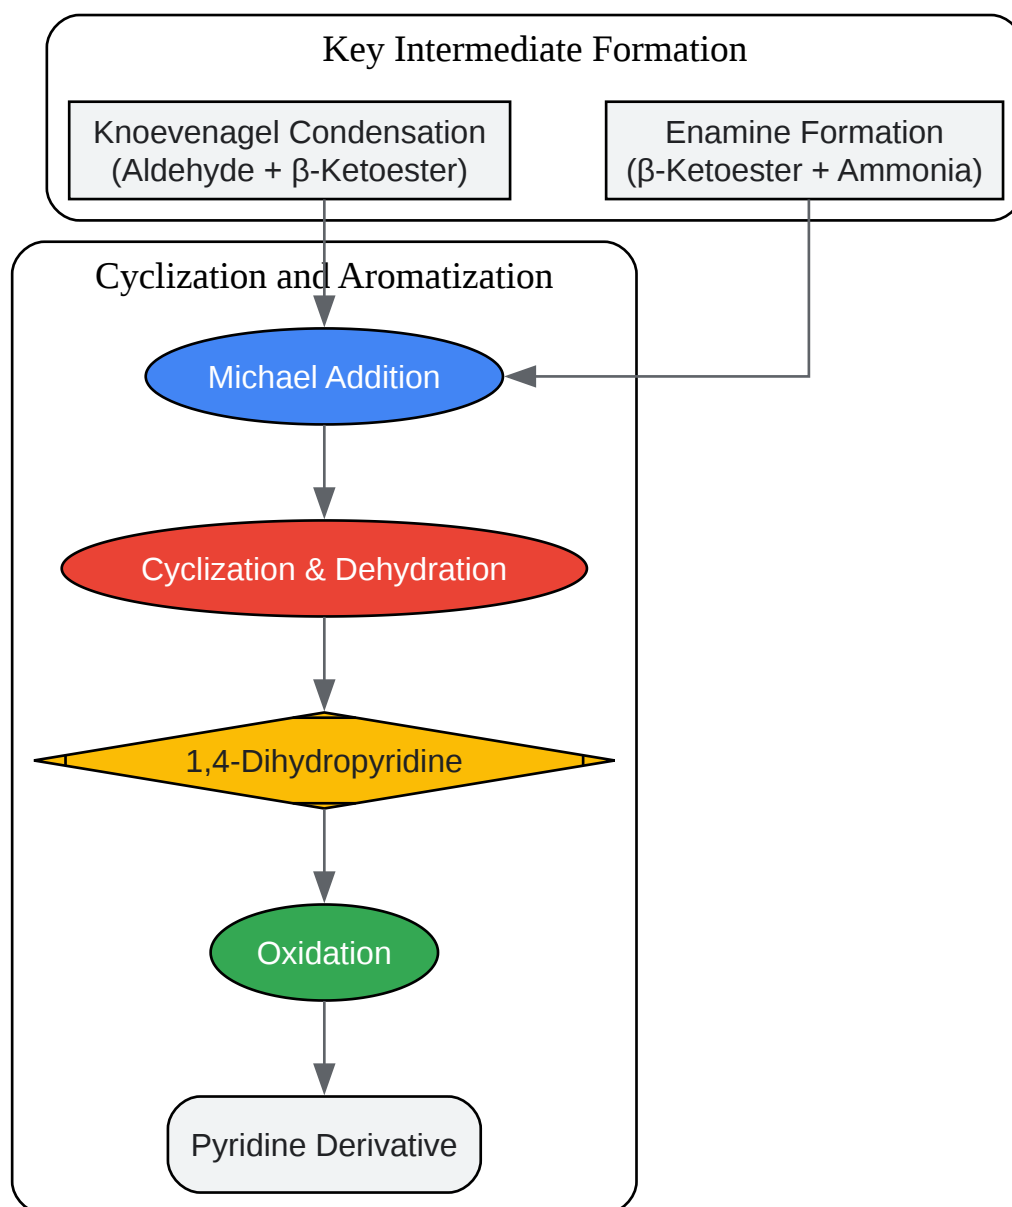 Key Intermediate Formation
Knoevenagel Condensation
(Aldehyde + β-Ketoester)
Enamine Formation
(β-Ketoester + Ammonia)
Cyclization and Aromatization
Michael Addition
Cyclization & Dehydration
1,4-Dihydropyridine
Oxidation
Pyridine Derivative